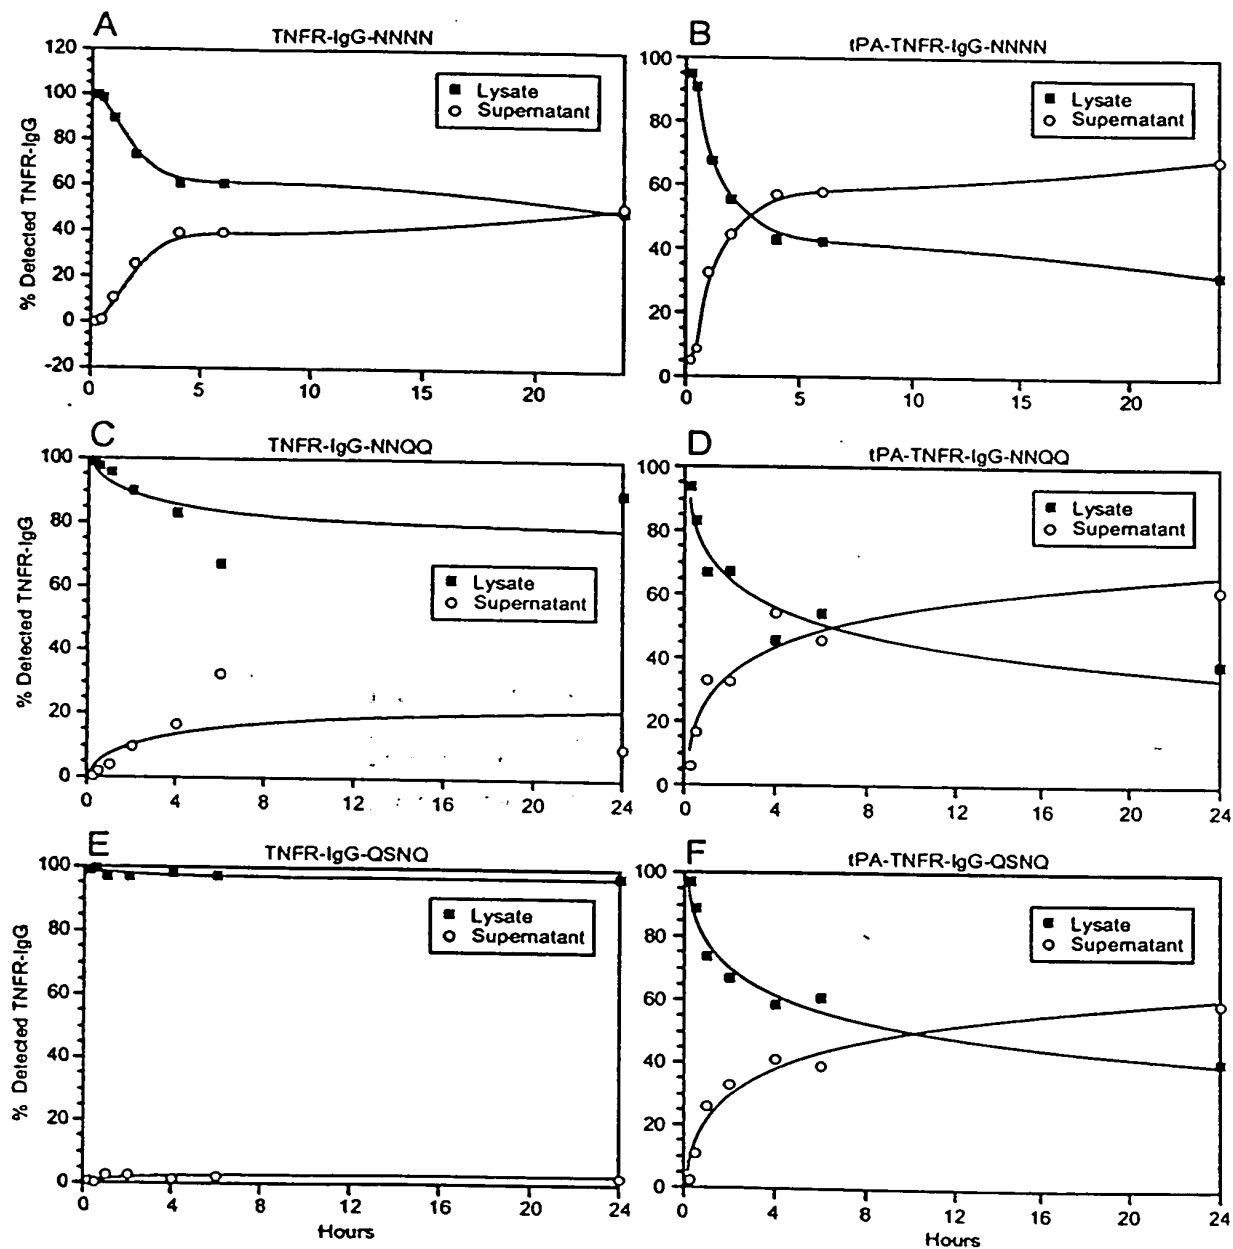 A
TNFR-IgG-NNNN
% Detected TNFR-IgG
120
100
80
60
40
20
0
-20
Lysate
Supernatant
0 5 10 15 20
B
tPA-TNFR-IgG-NNNN
100
80
60
40
20
0
Lysate
Supernatant
0 5 10 15 20
C
TNFR-IgG-NNQQ
% Detected TNFR-IgG
100
80
60
40
20
0
Lysate
Supernatant
0 4 8 12 16 20 24
D
tPA-TNFR-IgG-NNQQ
100
80
60
40
20
0
Lysate
Supernatant
0 4 8 12 16 20 24
E
TNFR-IgG-QSNQ
% Detected TNFR-IgG
100
80
60
40
20
0
Lysate
Supernatant
0 4 8 12 16 20 24
Hours
F
tPA-TNFR-IgG-QSNQ
100
80
60
40
20
0
Lysate
Supernatant
0 4 8 12 16 20 24
Hours